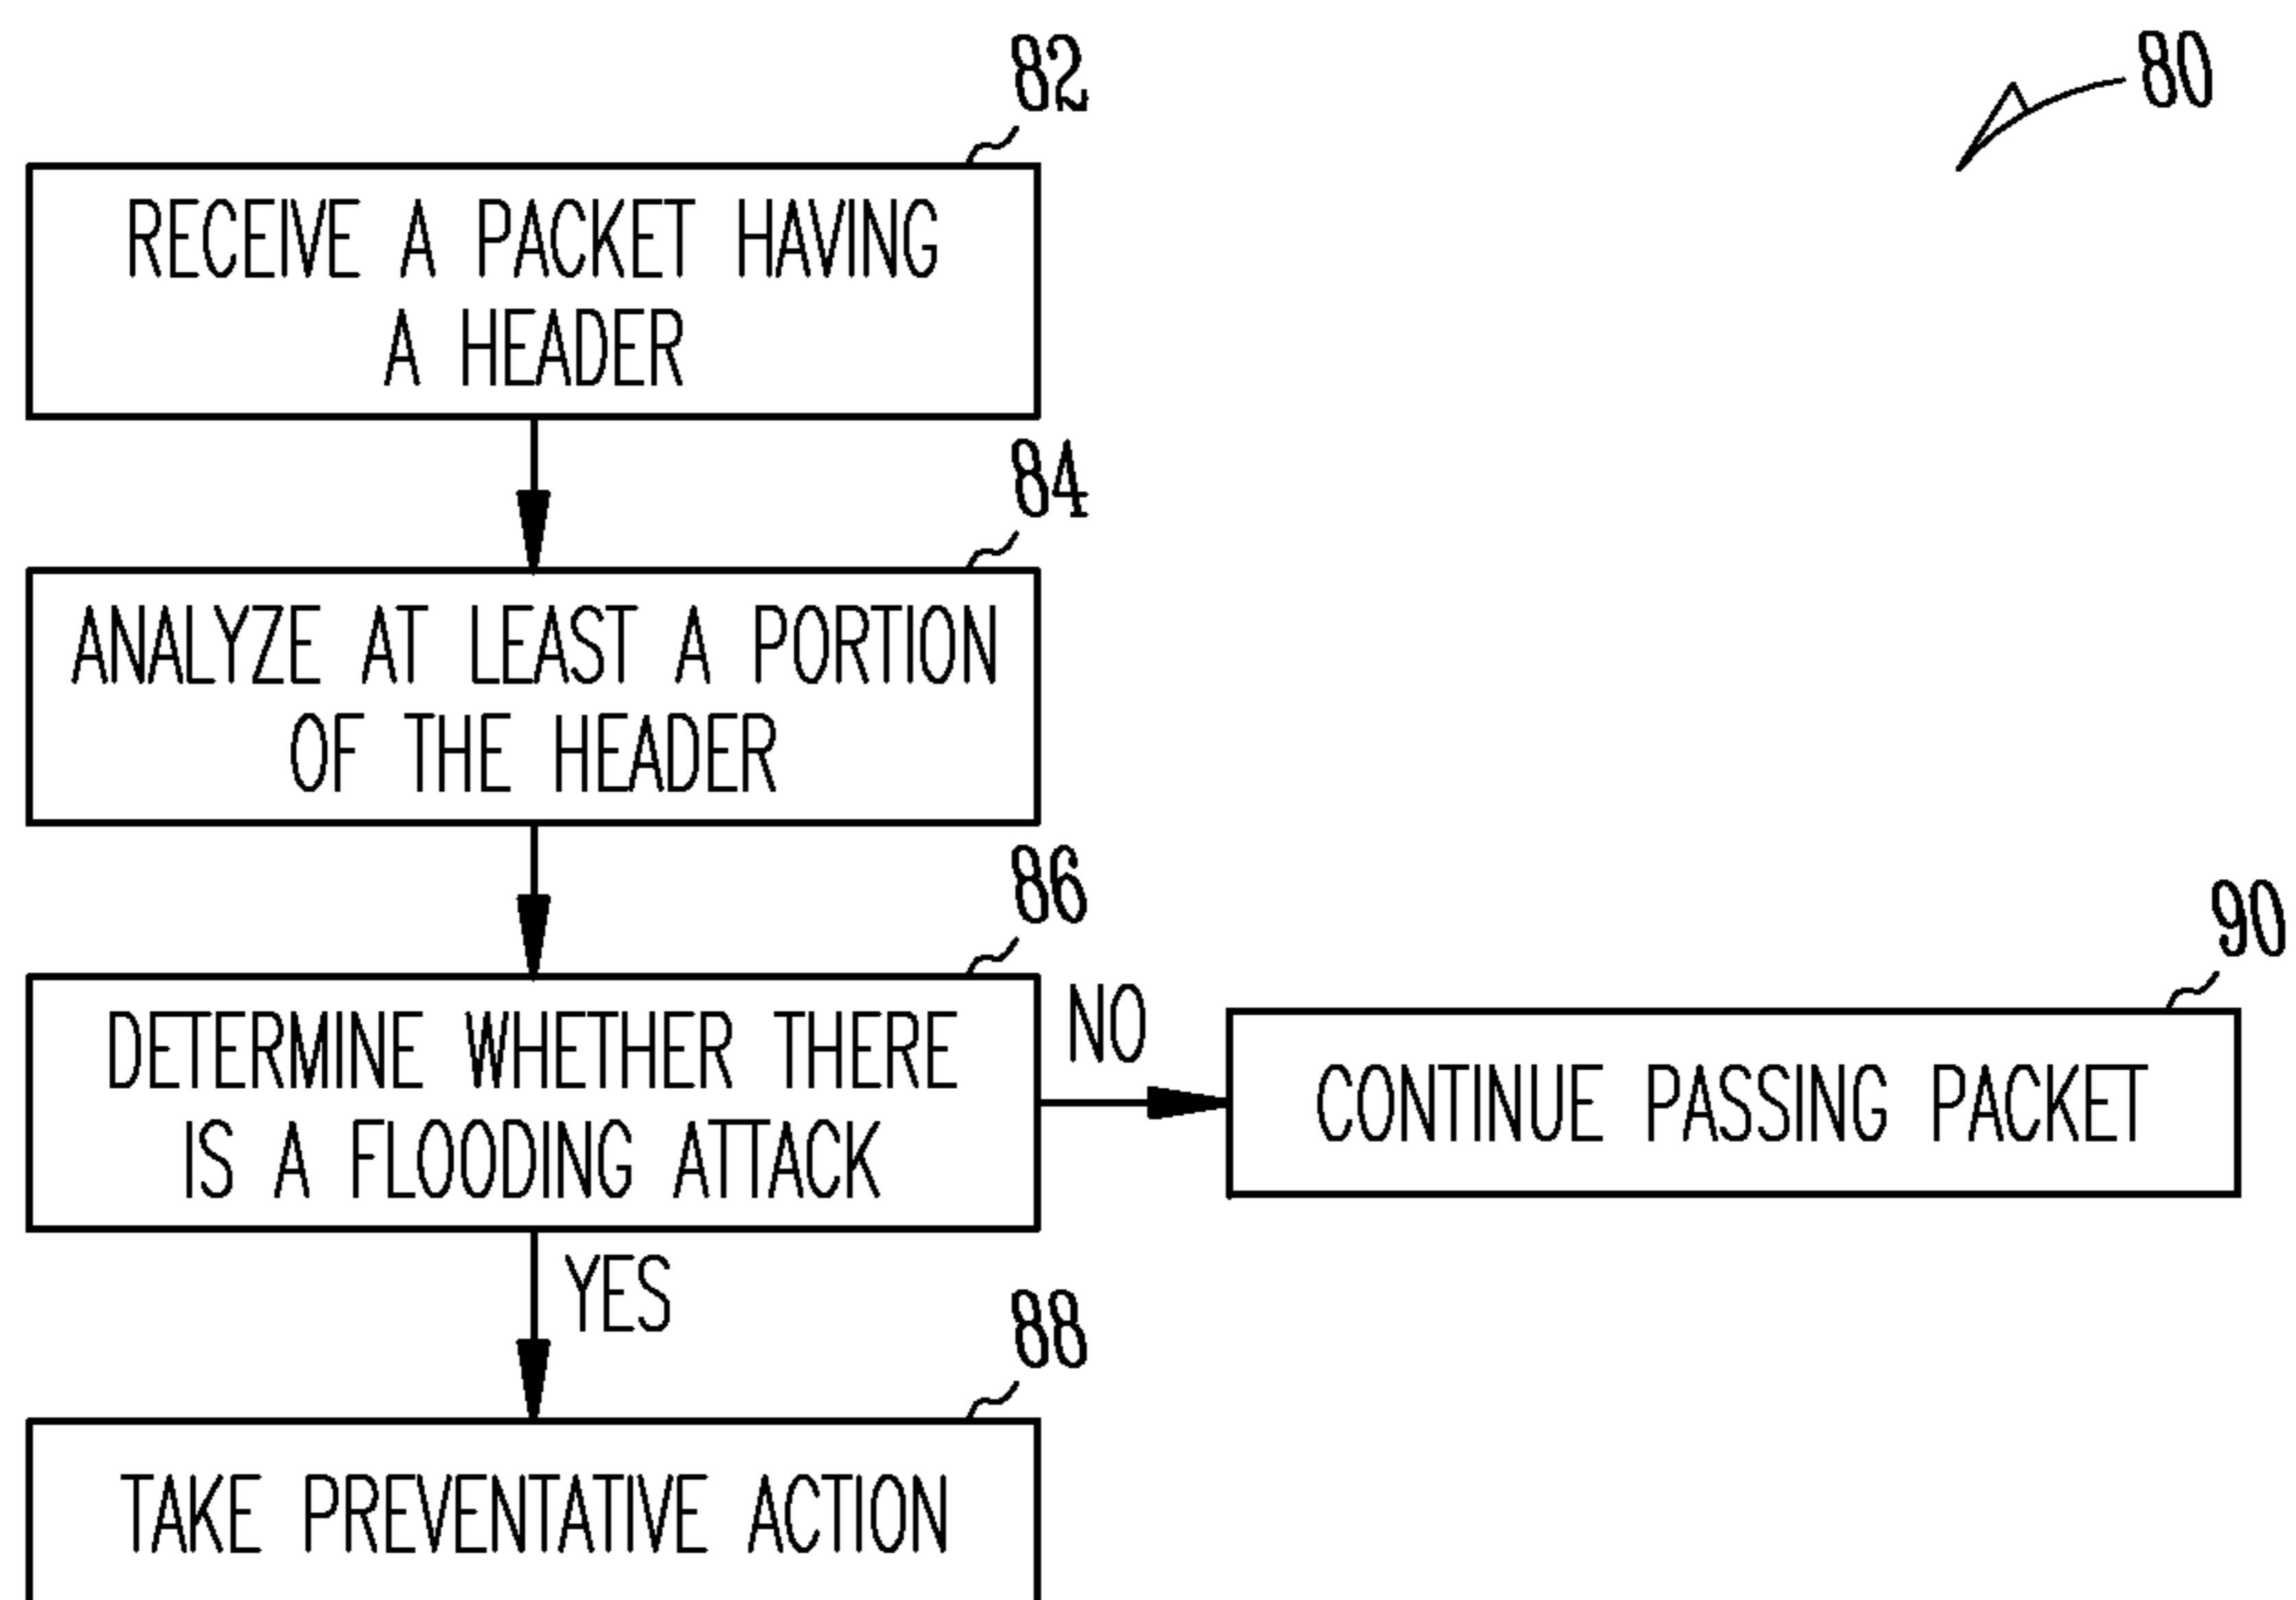 82
80
RECEIVE A PACKET HAVING
A HEADER
84
ANALYZE AT LEAST A PORTION
OF THE HEADER
86
DETERMINE WHETHER THERE
IS A FLOODING ATTACK
NO
90
CONTINUE PASSING PACKET
YES
88
TAKE PREVENTATIVE ACTION